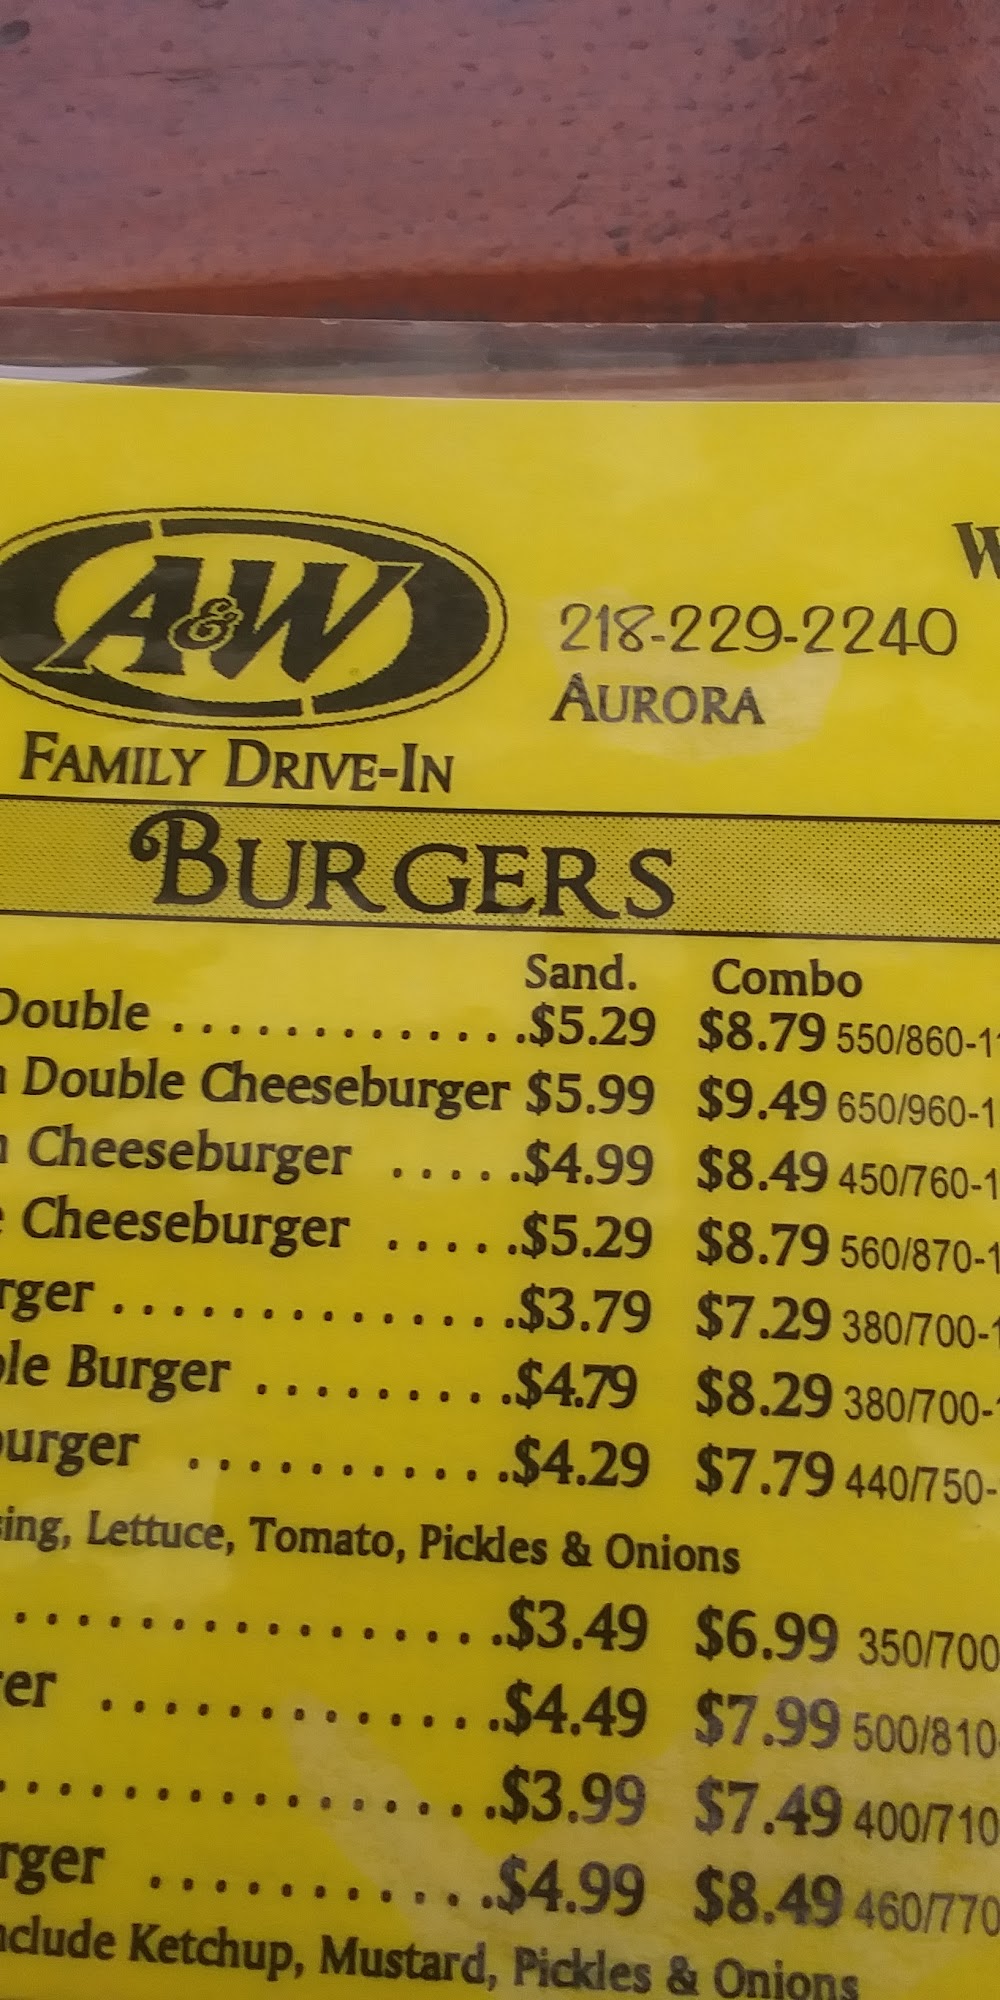 A&W
218-229-2240
AURORA
FAMILY DRIVE-IN
BURGERS
Sand. Combo
Double ..............$5.29 $8.79 550/860-1
Double Cheeseburger $5.99 $9.49 650/960-1
Cheeseburger .....$4.99 $8.49 450/760-1
Cheeseburger .....$5.29 $8.79 560/870-1
rger ...............$3.79 $7.29 380/700-1
le Burger .........$4.79 $8.29 380/700-
urger ............$4.29 $7.79 440/750-
ing, Lettuce, Tomato, Pickles & Onions
.................$3.49 $6.99 350/700
er .............$4.49 $7.99 500/810
.................$3.99 $7.49 400/710
rger ...........$4.99 $8.49 460/770
nclude Ketchup, Mustard, Pickles & Onions